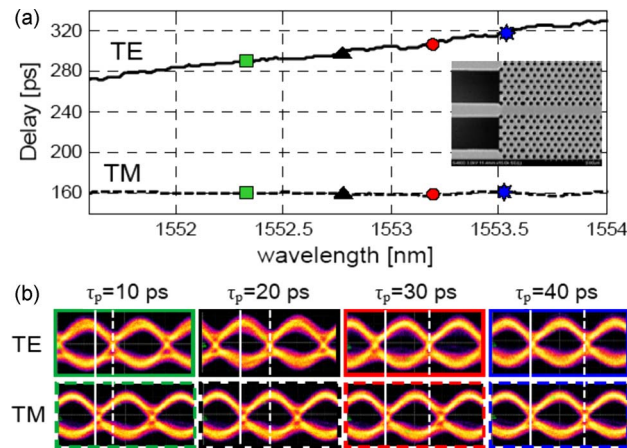 (a)
320
TE
280
240
200
TM
160
Delay [ps]
1552
1552.5
1553
1553.5
1554
wavelength [nm]
(b)
τp=10 ps
τp=20 ps
τp=30 ps
τp=40 ps
TE
TM